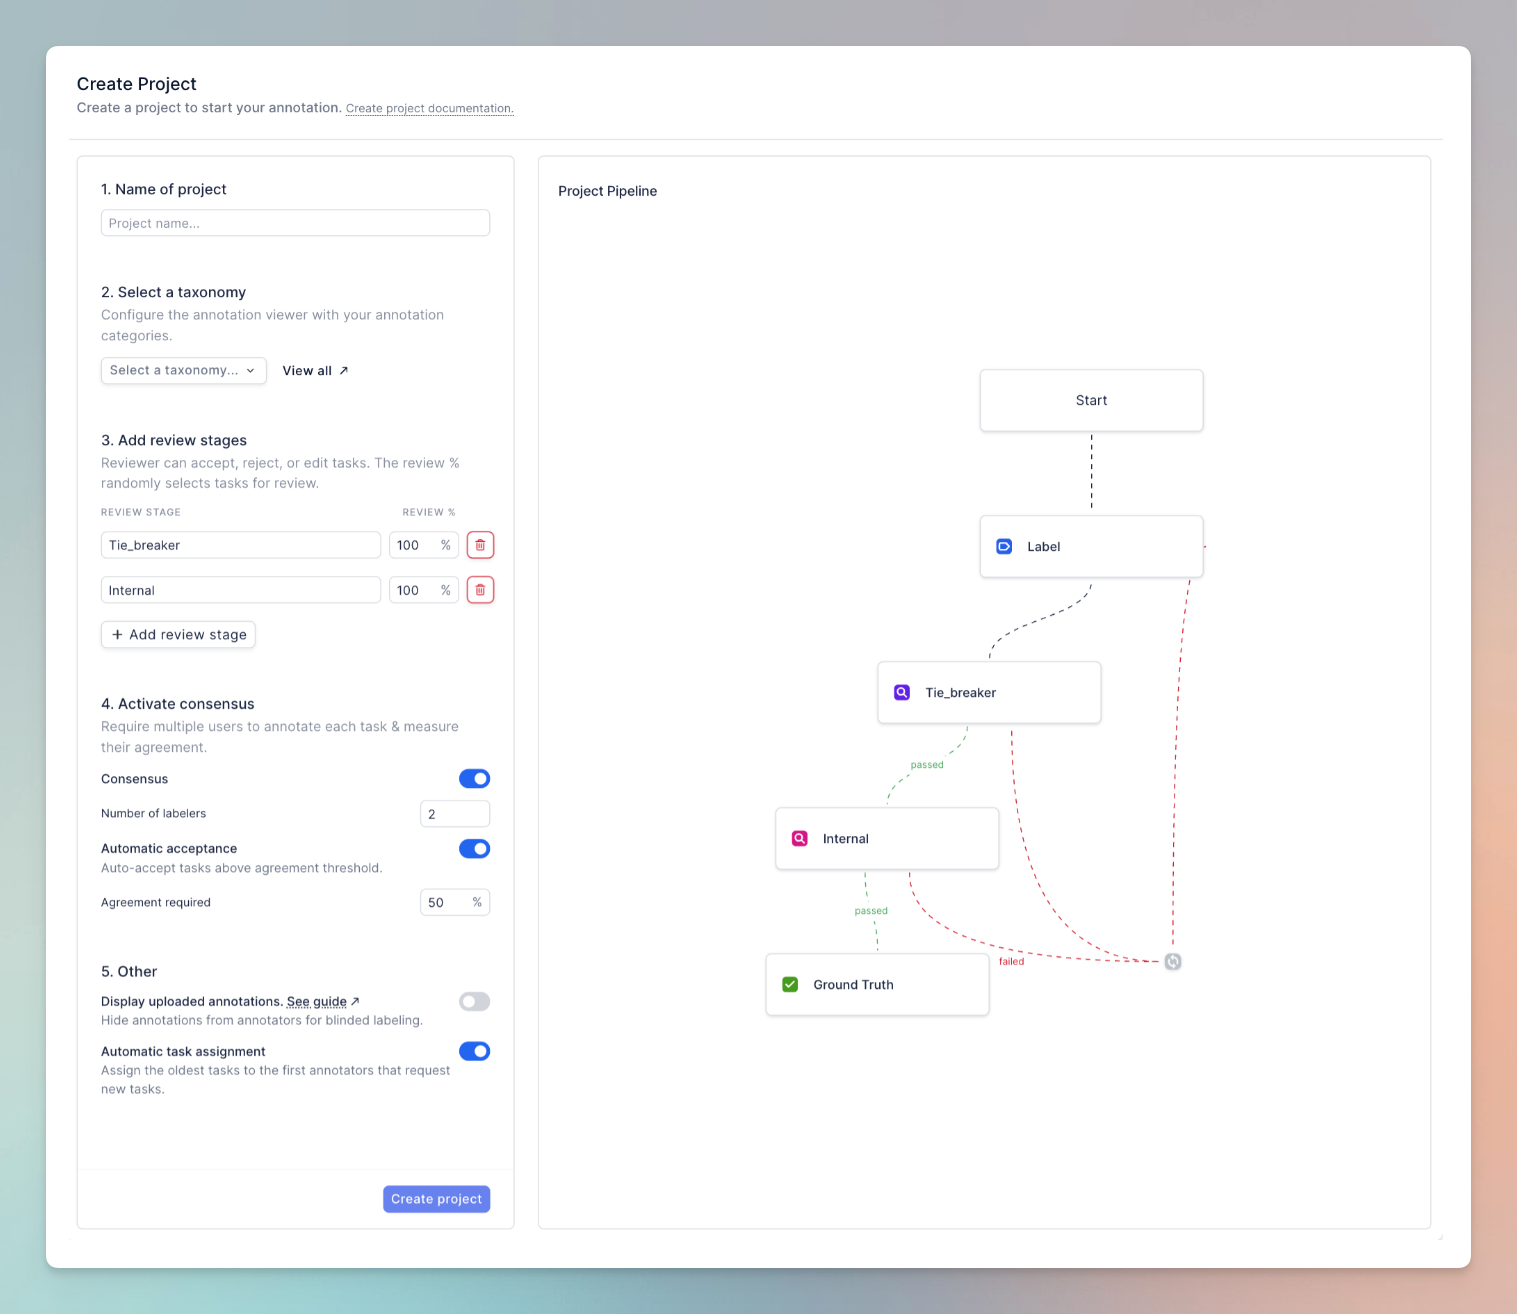 Create Project
Create a project to start your annotation. Create project documentation.
1. Name of project
Project name...
2. Select a taxonomy
Configure the annotation viewer with your annotation
categories.
Select a taxonomy...
View all ↗
3. Add review stages
Reviewer can accept, reject, or edit tasks. The review %
randomly selects tasks for review.
REVIEW STAGE REVIEW %
Tie_breaker 100 %
Internal 100 %
+ Add review stage
4. Activate consensus
Require multiple users to annotate each task & measure
their agreement.
Consensus
Number of labelers 2
Automatic acceptance
Auto-accept tasks above agreement threshold.
Agreement required 50 %
5. Other
Display uploaded annotations. See guide ↗
Hide annotations from annotators for blinded labeling.
Automatic task assignment
Assign the oldest tasks to the first annotators that request
new tasks.
Create project
Project Pipeline
Start
Label
Tie_breaker
passed
Internal
passed
failed
Ground Truth